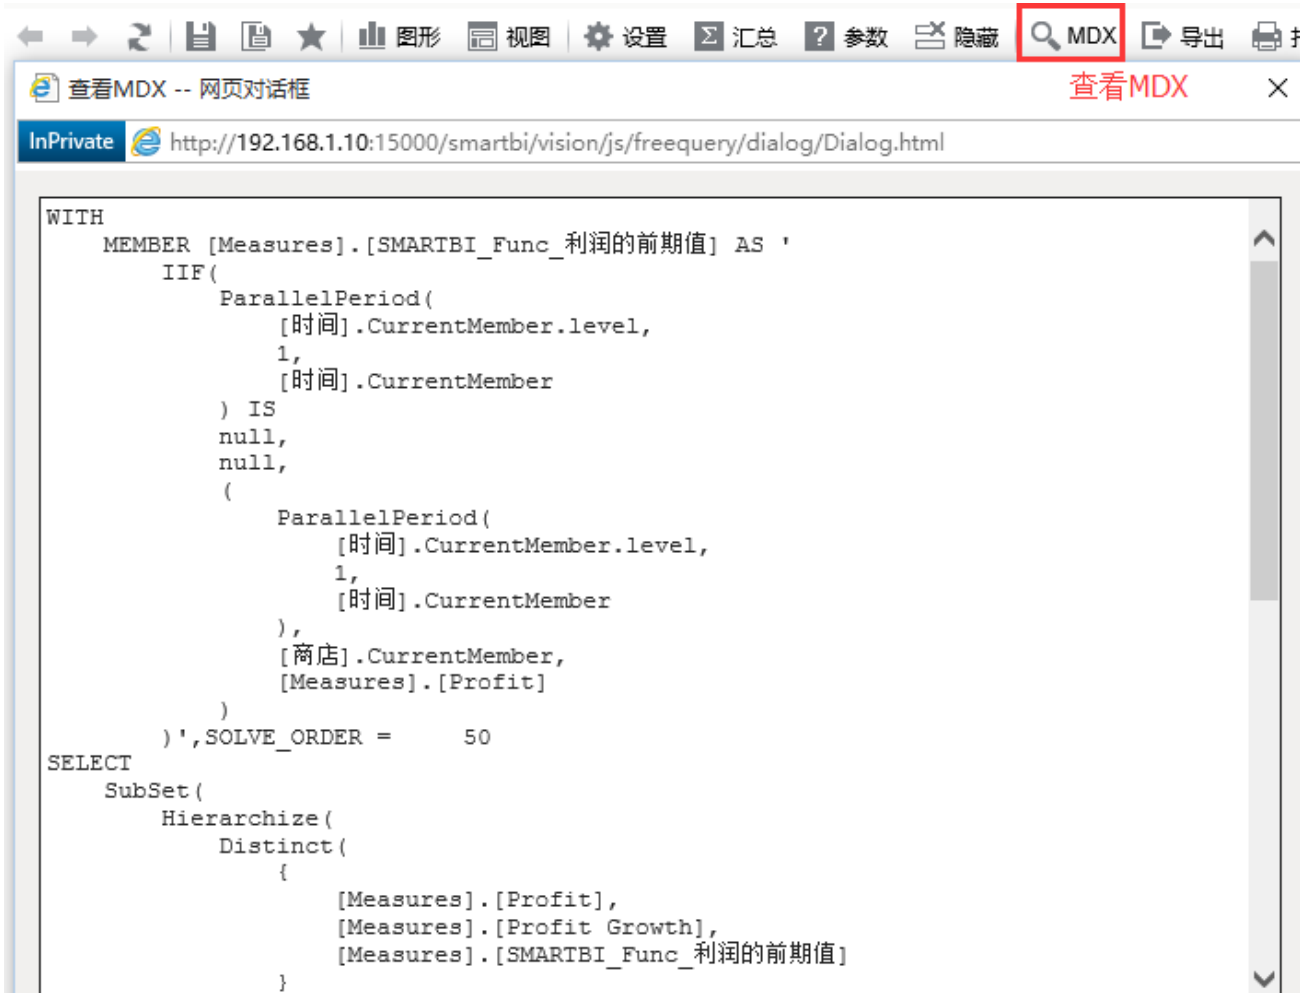 图形 视图 设置 汇总 参数 隐藏 MDX 导出
查看MDX -- 网页对话框
查看MDX
InPrivate http://192.168.1.10:15000/smartbi/vision/js/freequery/dialog/Dialog.html
WITH
MEMBER [Measures].[SMARTBI_Func_利润的前期值] AS '
IIF(
ParallelPeriod(
[时间].CurrentMember.level,
1,
[时间].CurrentMember
) IS
null,
null,
(
ParallelPeriod(
[时间].CurrentMember.level,
1,
[时间].CurrentMember
),
[商店].CurrentMember,
[Measures].[Profit]
)
)',SOLVE_ORDER =     50
SELECT
SubSet(
Hierarchize(
Distinct(
{
[Measures].[Profit],
[Measures].[Profit Growth],
[Measures].[SMARTBI_Func_利润的前期值]
}